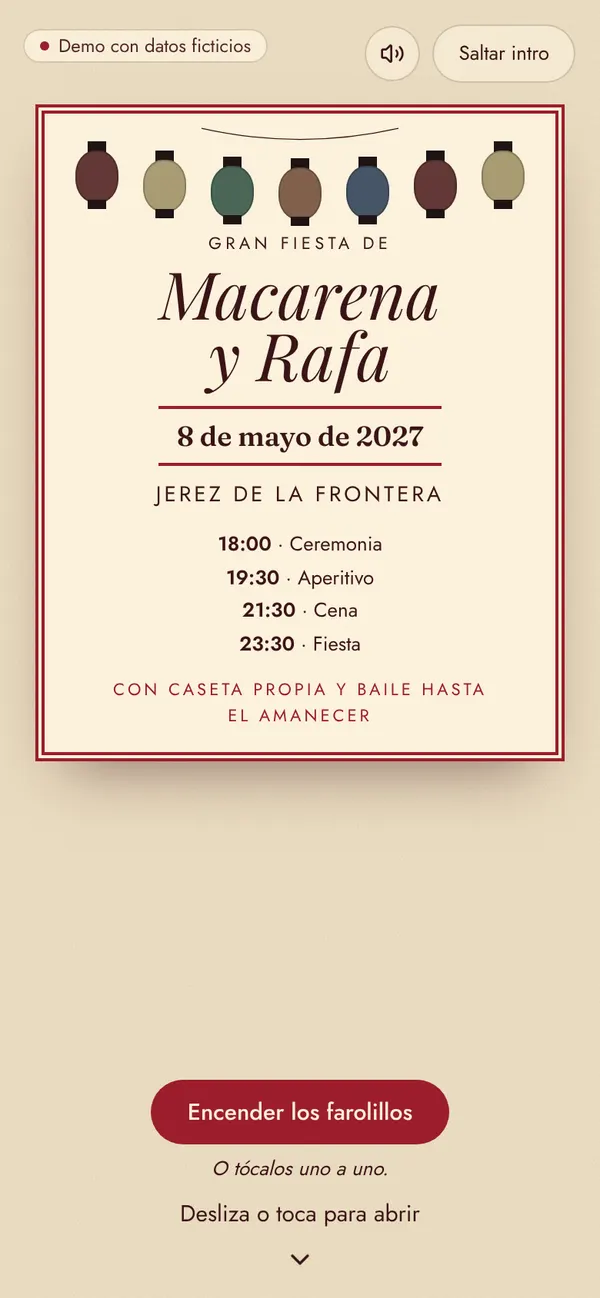 Demo con datos ficticios
Saltar intro
GRAN FIESTA DE
Macarena
y Rafa
8 de mayo de 2027
JEREZ DE LA FRONTERA
18:00 · Ceremonia
19:30 · Aperitivo
21:30 · Cena
23:30 · Fiesta
CON CASETA PROPIA Y BAILE HASTA
EL AMANECER
Encender los farolillos
O tócalos uno a uno.
Desliza o toca para abrir